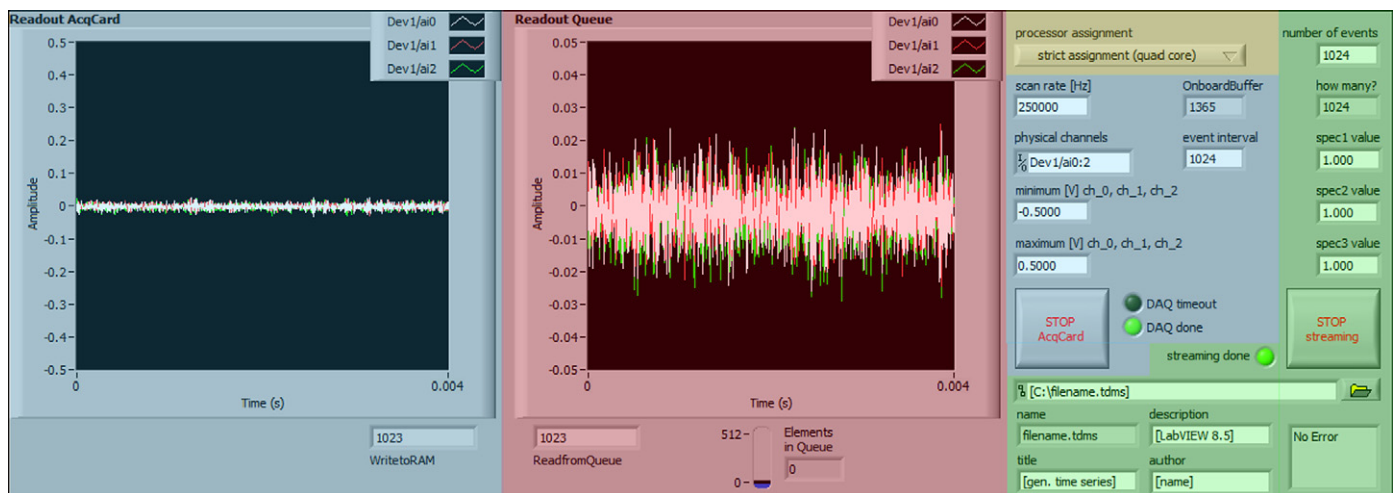 Readout AcqCard
Dev1/ai0
Dev1/ai1
Dev1/ai2
0.5
0.4
0.3
0.2
0.1
0
-0.1
-0.2
-0.3
-0.4
-0.5
Amplitude
0
0.004
Time (s)
1023
WritetoRAM
Readout Queue
Dev1/ai0
Dev1/ai1
Dev1/ai2
0.05
0.04
0.03
0.02
0.01
0
-0.01
-0.02
-0.03
-0.04
-0.05
Amplitude
0
0.004
Time (s)
1023
ReadfromQueue
512
0
Elements
in Queue
0
processor assignment
strict assignment (quad core)
scan rate [Hz]
250000
OnboardBuffer
1365
physical channels
Dev1/ai0:2
event interval
1024
minimum [V] ch_0, ch_1, ch_2
-0.5000
maximum [V] ch_0, ch_1, ch_2
0.5000
STOP
AcqCard
DAQ timeout
DAQ done
streaming done
number of events
1024
how many?
1024
spec1 value
1.000
spec2 value
1.000
spec3 value
1.000
STOP
streaming
[C:\filename.tdms]
name
filename.tdms
description
[LabVIEW 8.5]
title
[gen. time series]
author
[name]
No Error